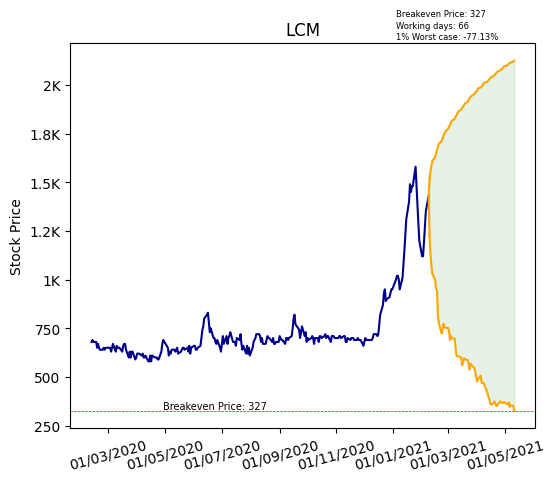 Breakeven Price: 327
Working days: 66
1% Worst case: -77.13%
LCM
Stock Price
2K
1.8K
1.5K
1.2K
1K
750
500
250
Breakeven Price: 327
01/03/2020
01/05/2020
01/07/2020
01/09/2020
01/11/2020
01/01/2021
01/03/2021
01/05/2021